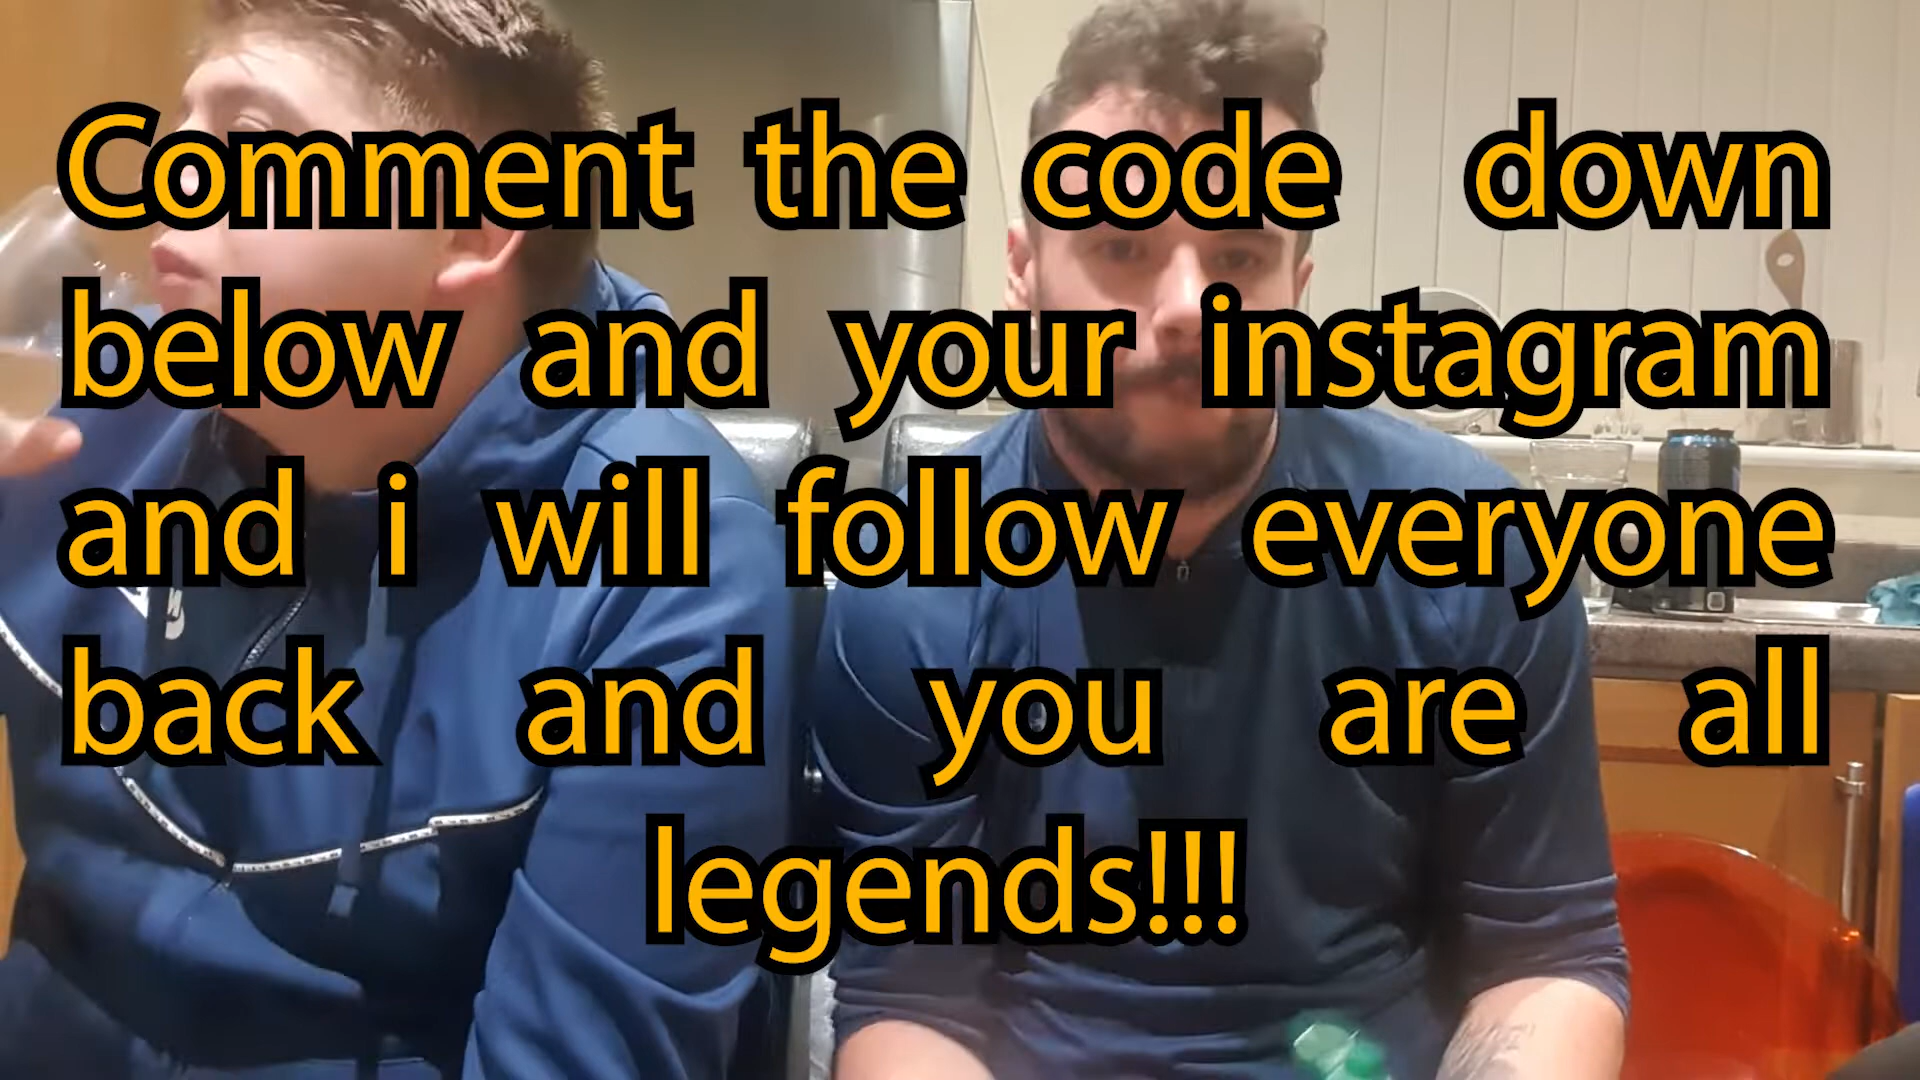 Comment the code down
below and your instagram
and i will follow everyone
back and you are all
legends!!!